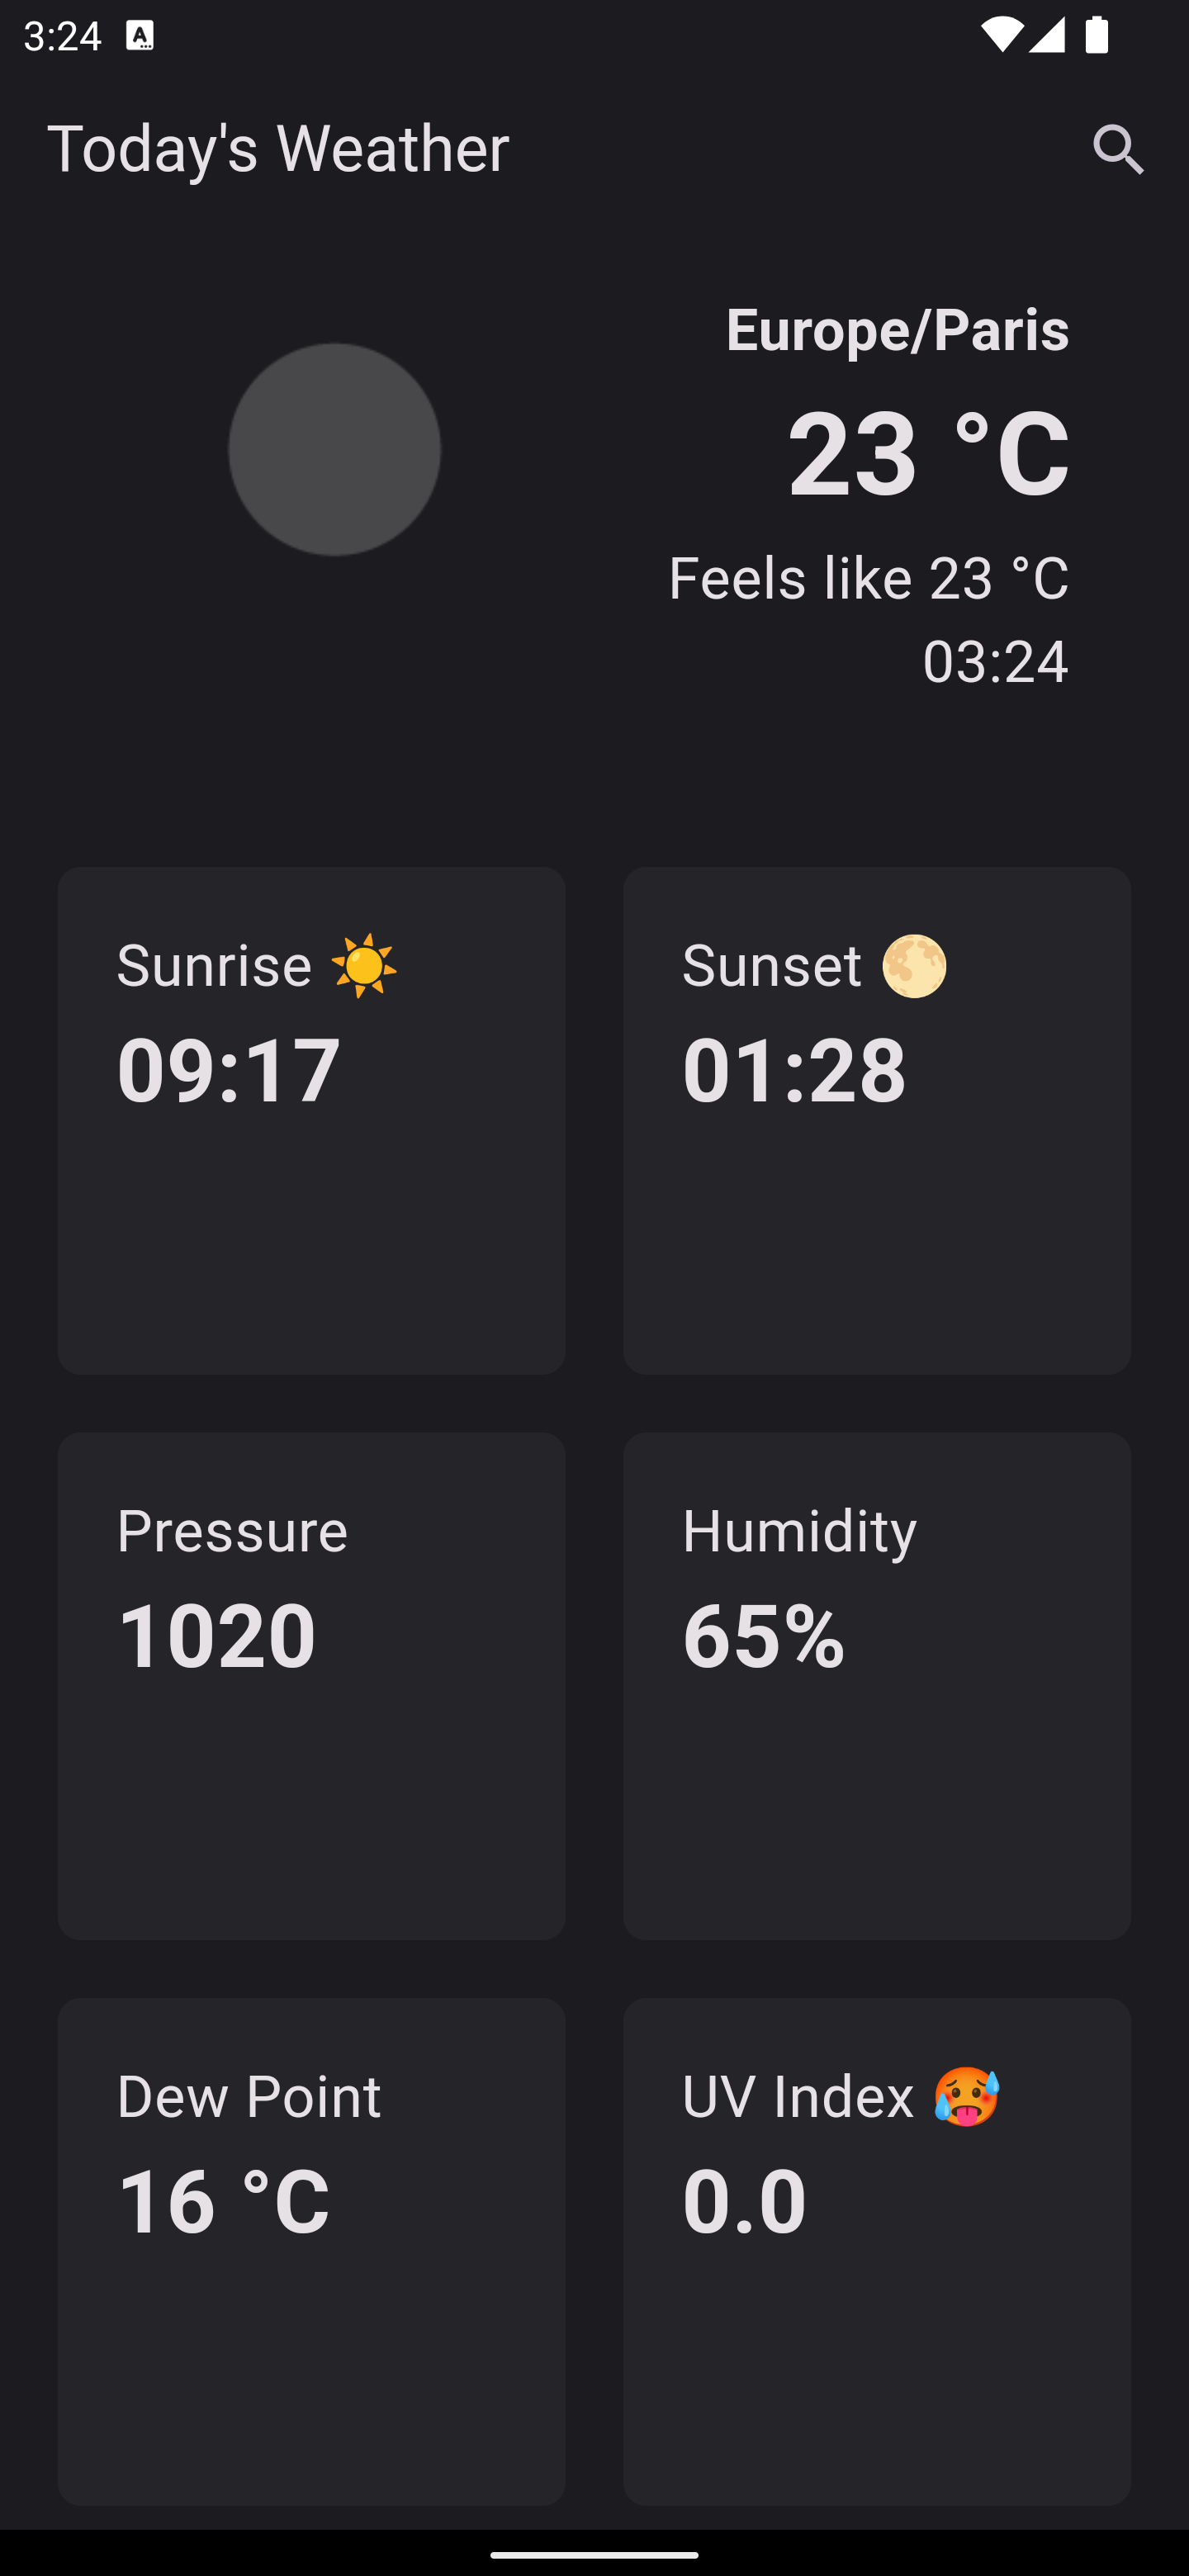 3:24
Today's Weather
Europe/Paris
23 °C
Feels like 23 °C
03:24
Sunrise ☀️
09:17
Sunset 🌕
01:28
Pressure
1020
Humidity
65%
Dew Point
16 °C
UV Index 🥵
0.0